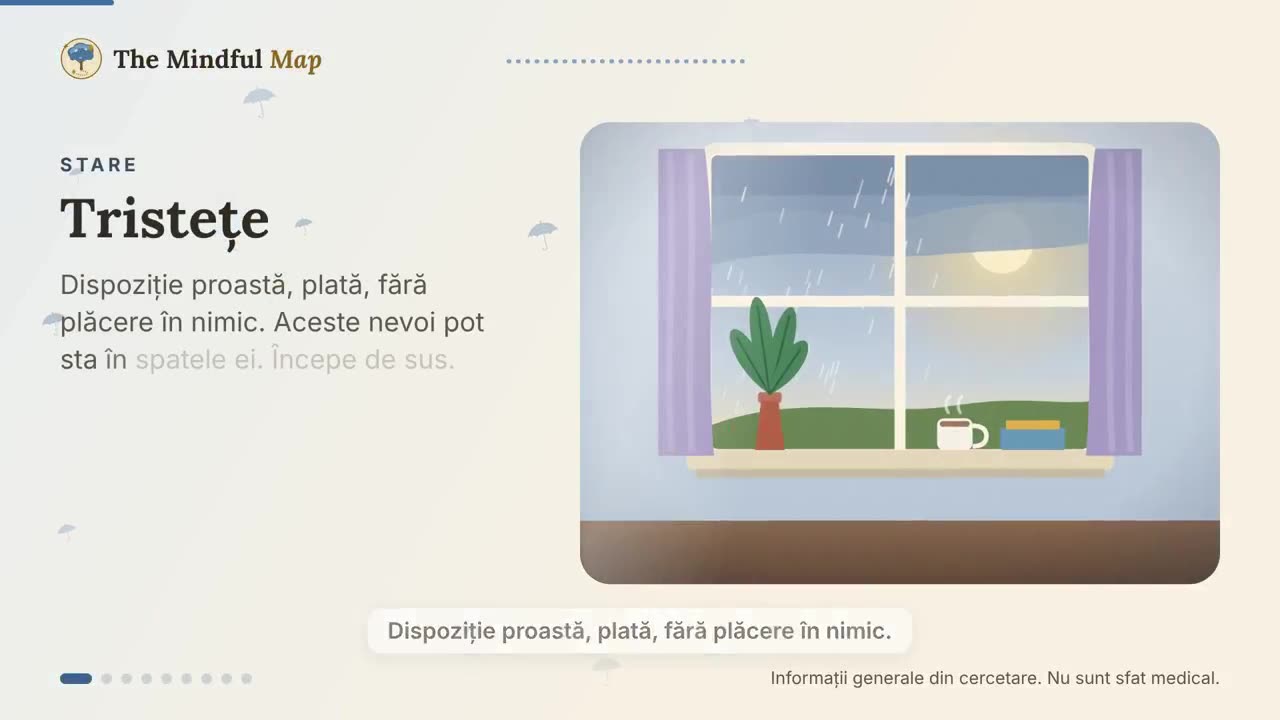 The Mindful Map
STARE
Tristețe
Dispoziție proastă, plată, fără
plăcere în nimic. Aceste nevoi pot
sta în spatele ei. Începe de sus.
Dispoziție proastă, plată, fără plăcere în nimic.
Informații generale din cercetare. Nu sunt sfat medical.